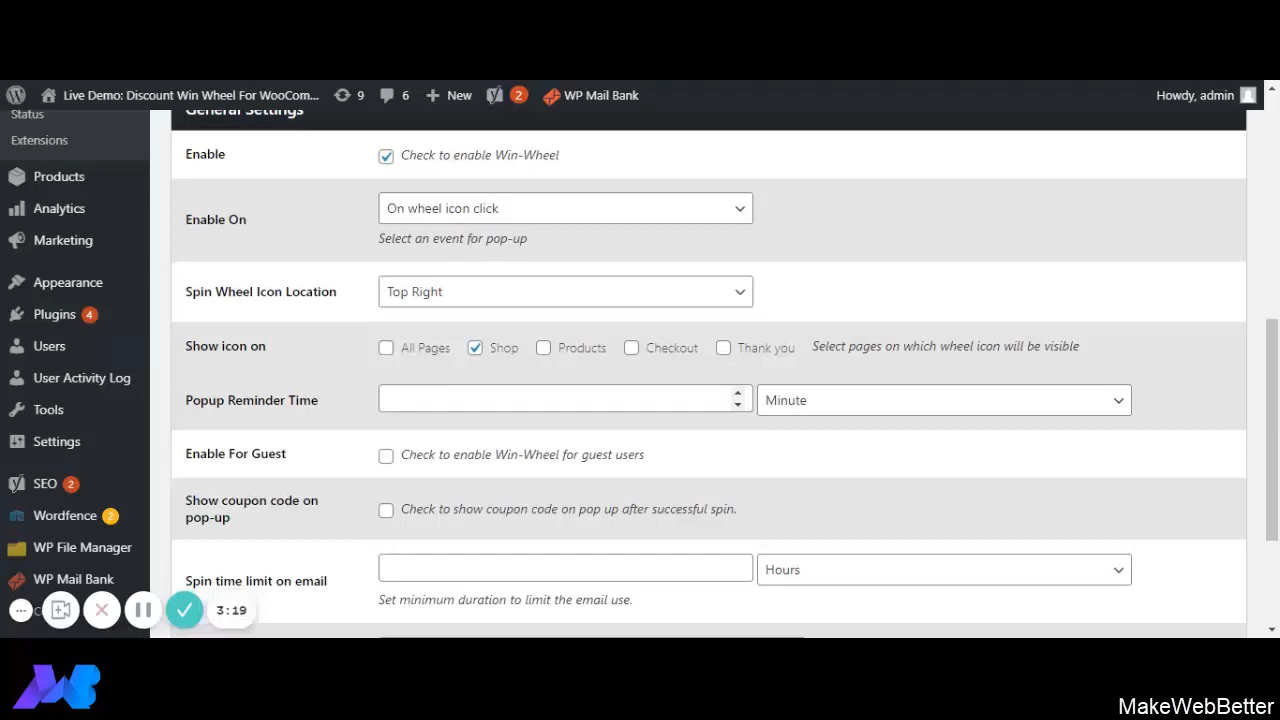 Live Demo: Discount Win Wheel For WooCom... 9 6 New 2 WP Mail Bank Howdy, admin
Status
Extensions
Products
Analytics
Marketing
Appearance
Plugins 4
Users
User Activity Log
Tools
Settings
SEO 2
Wordfence 2
WP File Manager
WP Mail Bank
3:19
General Settings
Enable Check to enable Win-Wheel
Enable On On wheel icon click
Select an event for pop-up
Spin Wheel Icon Location Top Right
Show icon on All Pages Shop Products Checkout Thank you Select pages on which wheel icon will be visible
Popup Reminder Time Minute
Enable For Guest Check to enable Win-Wheel for guest users
Show coupon code on
pop-up
Check to show coupon code on pop up after successful spin.
Spin time limit on email Hours
Set minimum duration to limit the email use.
MakeWebBetter